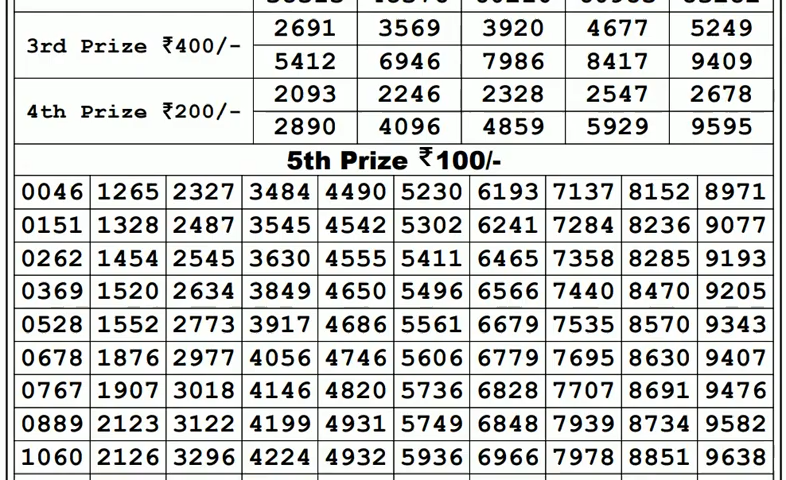 3rd Prize ₹400/-
2691 3569 3920 4677 5249
5412 6946 7986 8417 9409
4th Prize ₹200/-
2093 2246 2328 2547 2678
2890 4096 4859 5929 9595
5th Prize ₹100/-
0046 1265 2327 3484 4490 5230 6193 7137 8152 8971
0151 1328 2487 3545 4542 5302 6241 7284 8236 9077
0262 1454 2545 3630 4555 5411 6465 7358 8285 9193
0369 1520 2634 3849 4650 5496 6566 7440 8470 9205
0528 1552 2773 3917 4686 5561 6679 7535 8570 9343
0678 1876 2977 4056 4746 5606 6779 7695 8630 9407
0767 1907 3018 4146 4820 5736 6828 7707 8691 9476
0889 2123 3122 4199 4931 5749 6848 7939 8734 9582
1060 2126 3296 4224 4932 5936 6966 7978 8851 9638